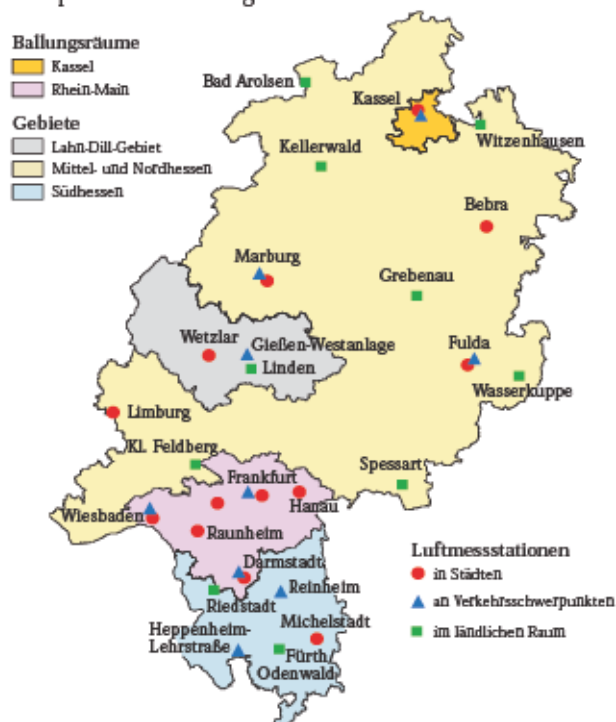 Ballungsräume
Kassel
Rhein-Main
Gebiete
Lahn-Dill-Gebiet
Mittel- und Nordhessen
Südhessen
Bad Arolsen
Kassel
Witzenhausen
Kellerwald
Bebra
Marburg
Grebenau
Wetzlar
Gießen-Westanlage
Linden
Fulda
Wasserkuppe
Limburg
Kl. Feldberg
Spessart
Frankfurt
Hanau
Wiesbaden
Raunheim
Darmstadt
Reinheim
Riedstadt
Michelstadt
Heppenheim-
Lehrstraße
Fürth/
Odenwald
Luftmessstationen
in Städten
an Verkehrsschwerpunkten
im ländlichen Raum